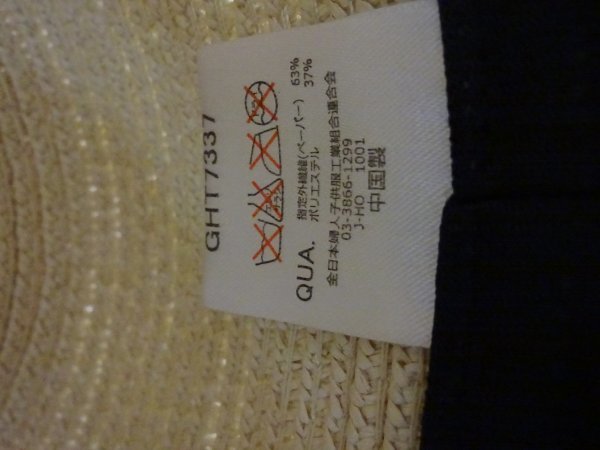 GHT7337
QUA.
指定外繊維(ペーパー) 63%
ポリエステル 37%
全日本婦人子供服工業組合連合会
03-3866-1299
J-HO 1001
中国製